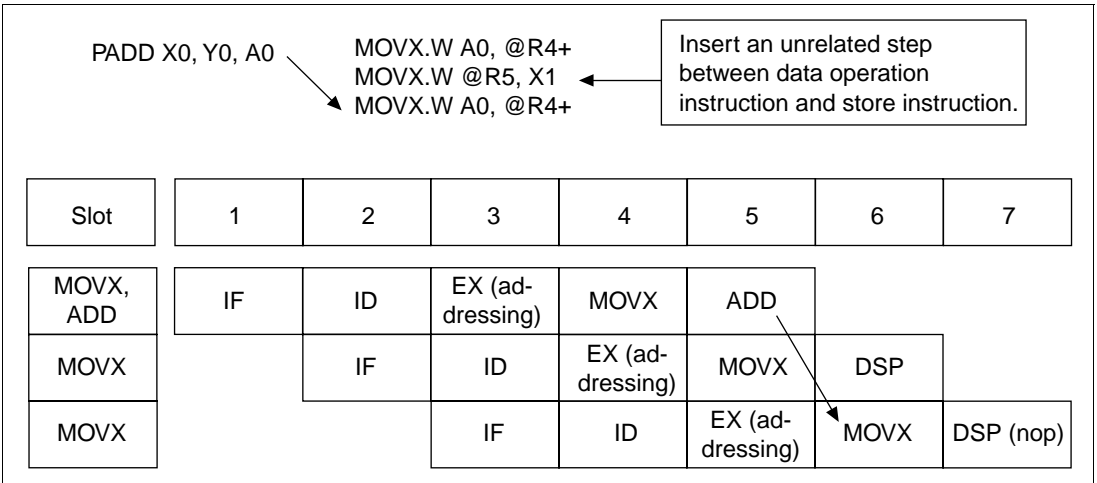 PADD X0, Y0, A0
MOVX.W A0, @R4+
MOVX.W @R5, X1
MOVX.W A0, @R4+
Insert an unrelated step
between data operation
instruction and store instruction.
Slot 1 2 3 4 5 6 7
MOVX,
ADD
IF ID EX (ad-
dressing) MOVX ADD
MOVX IF ID EX (ad-
dressing) MOVX DSP
MOVX IF ID EX (ad-
dressing) MOVX DSP (nop)